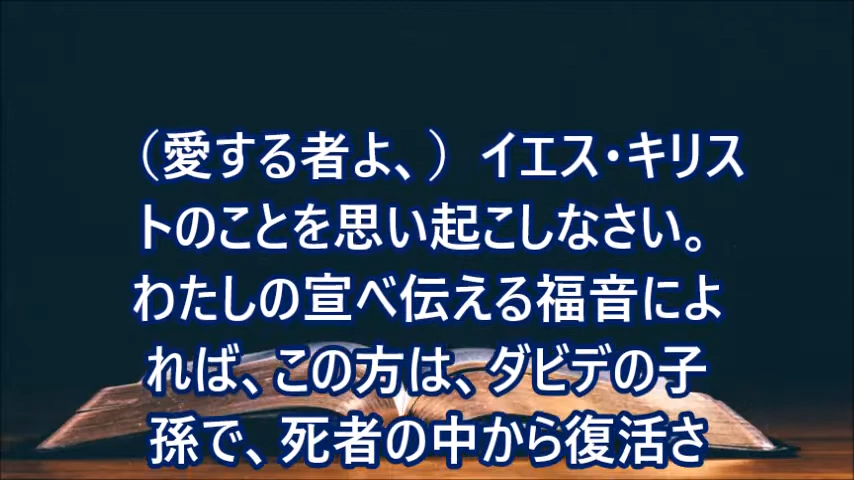 （愛する者よ、） イエス・キリス
トのことを思い起こしなさい。
わたしの宣べ伝える福音によ
れば、この方は、ダビデの子
孫で、死者の中から復活さ